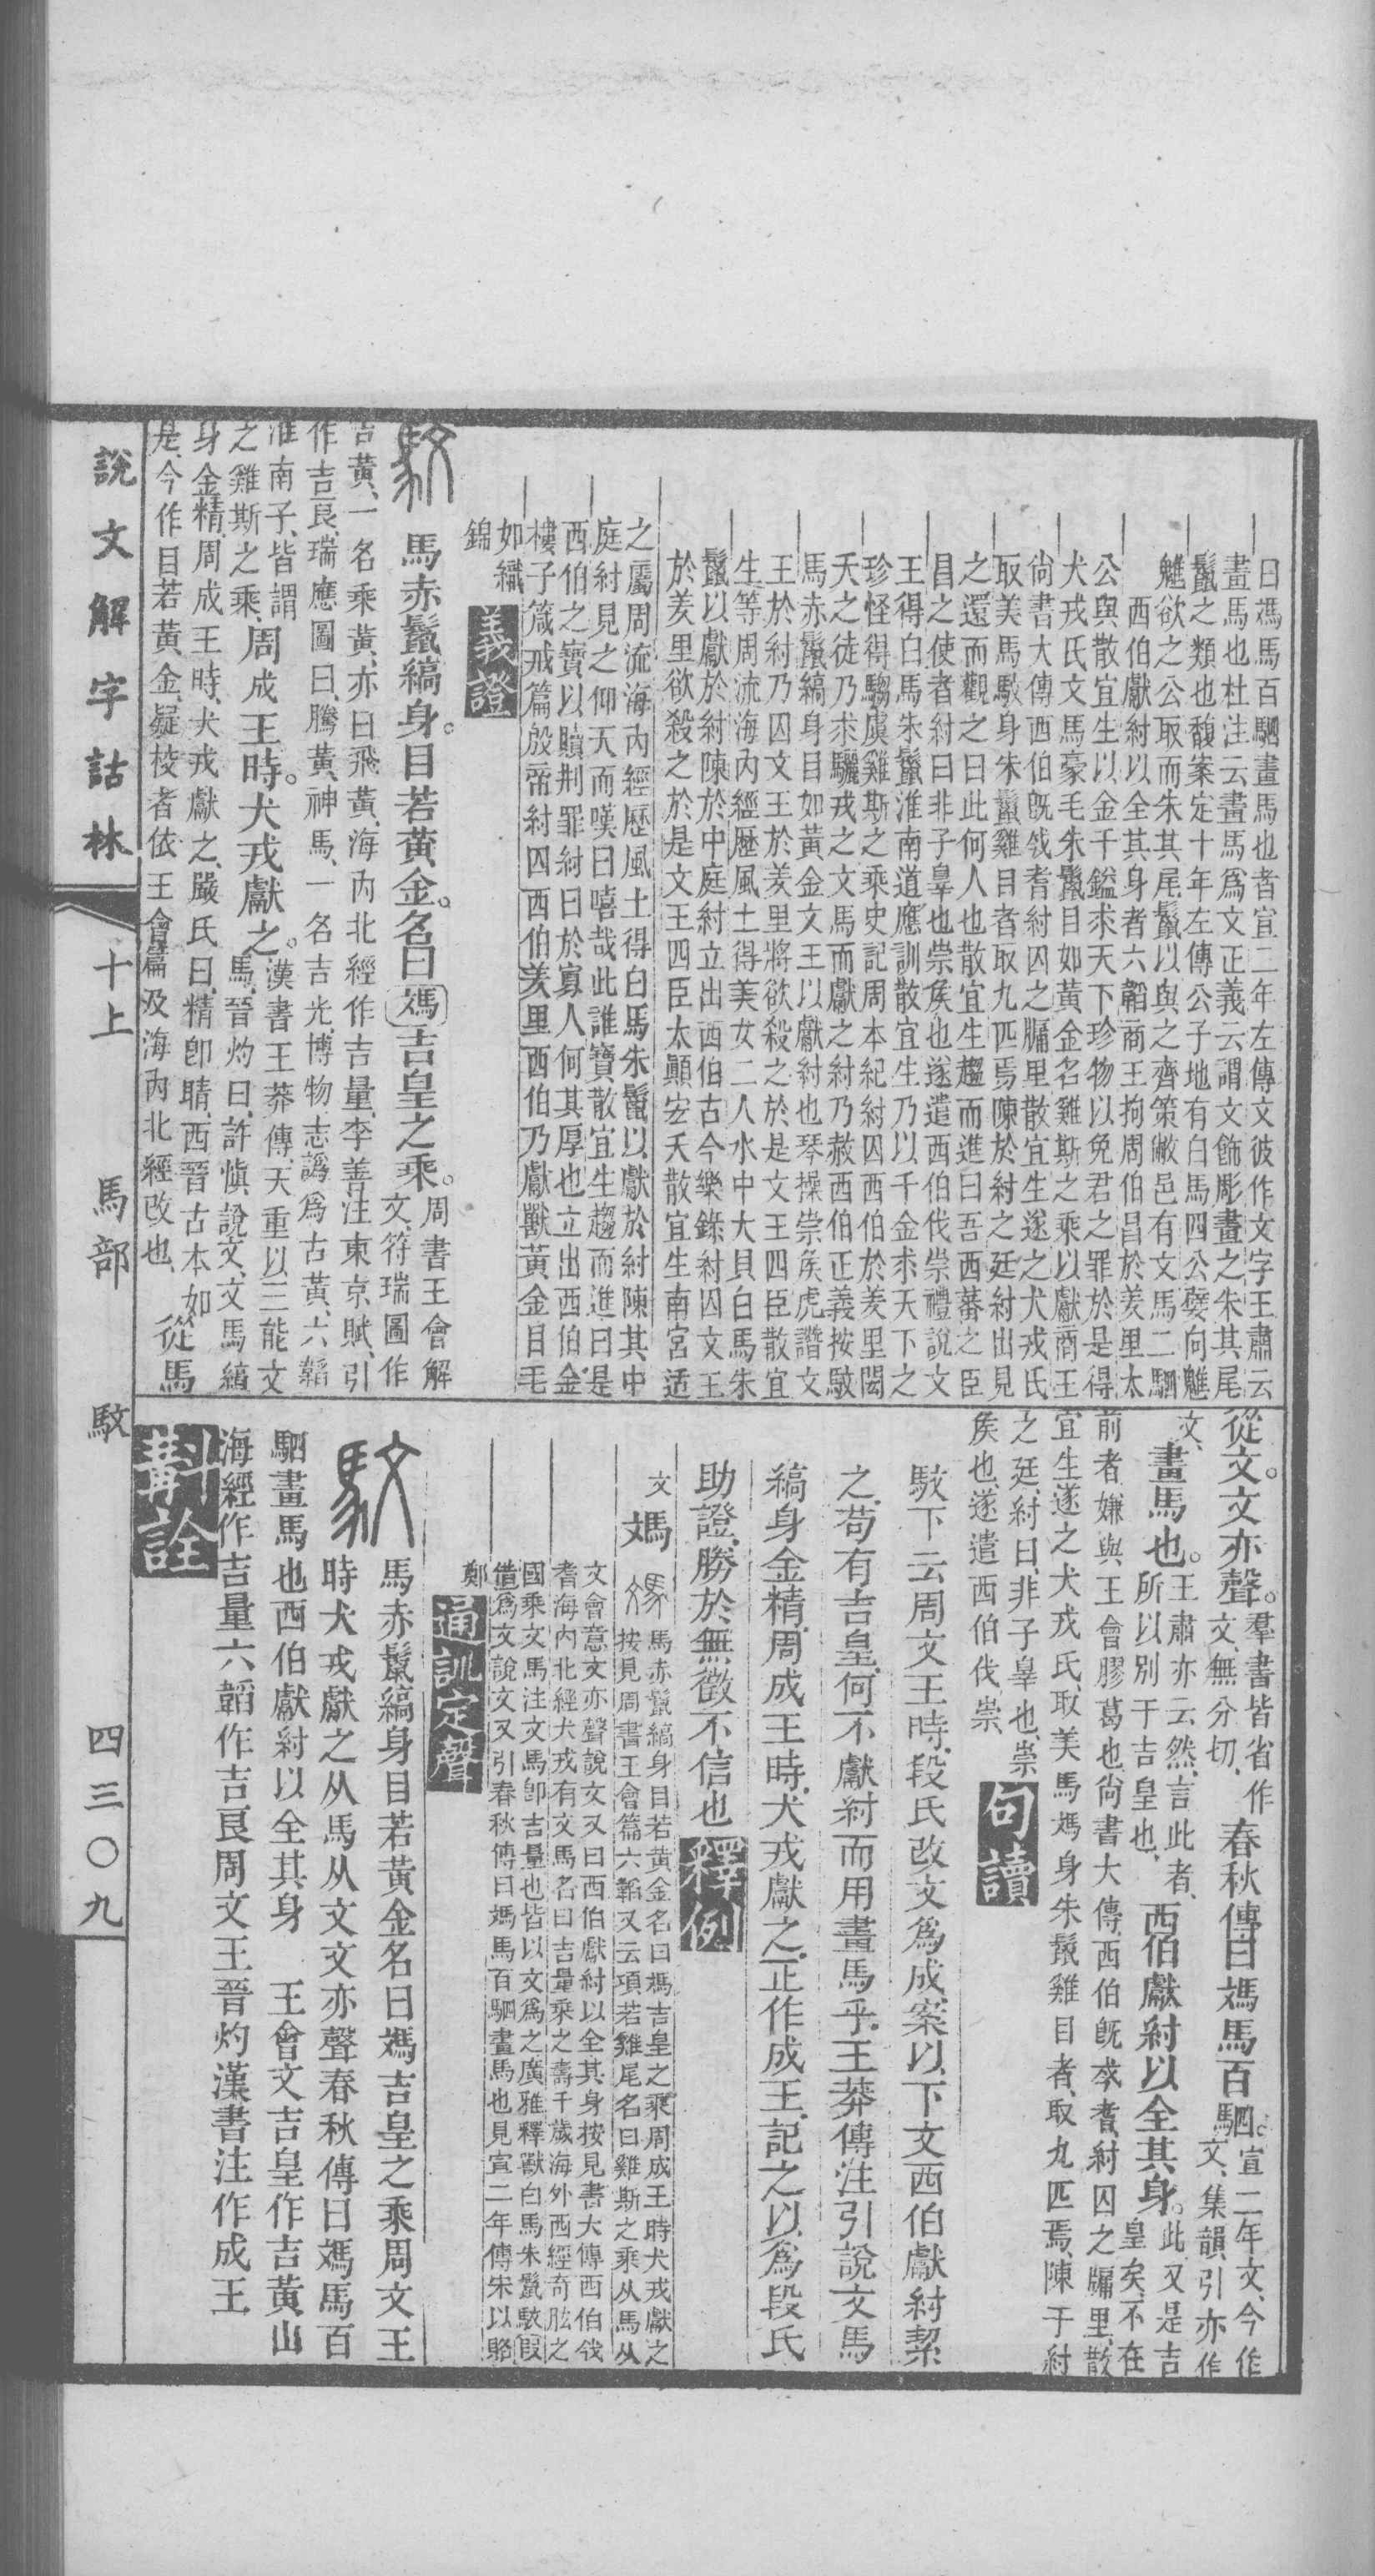 曰媽馬百駟畫馬也者宣二年左傳文彼作文字王肅云
畫馬也杜注云畫馬爲文正義云謂文飾彫畫之朱其尾
鬣之類也馥案定十年左傳公子地有白馬四公嬖向魋
魋欲之公取而朱其尾鬣以與之齊策敝邑有文馬二駟
西伯獻紂以全其身者六韜商王拘周伯昌於羑里太
公與散宜生以金千鎰求天下珍物以免君之罪於是得
犬戎氏文馬豪毛朱鬣目如黃金名雞斯之乘以獻商王
尚書大傳西伯旣戗耆紂囚之牖里散宜生遂之犬戎氏
取美馬駮身朱鬣雞目者取九匹焉陳於紂之廷紂出見
之還而觀之曰此何人也散宜生趨而進曰吾西蕃之臣
昌之使者紂曰非子辠也崇矦也遂遣西伯伐崇禮說文
王得白馬朱鬣淮南道應訓散宜生乃以千金求天下之
珍怪得騶虞雞斯之乘史記周本紀紂囚西伯於羑里閎
夭之徒乃求驪戎之文馬而獻之紂乃赦西伯正義按駮
馬赤鬣縞身目如黃金文王以獻紂也琴操崇矦虎譖文
王於紂乃囚文王於羑里將欲殺之於是文王四臣散宜
生等周流海內經歷風土得美女二人水中大貝白馬朱
鬣以獻於紂陳於中庭紂立出西伯古今樂錄紂囚文王
於羑里欲殺之於是文王四臣太顚宏夭散宜生南宮适
之屬周流海內經歷風土得白馬朱鬣以獻於紂陳其中
庭紂見之仰天而嘆曰嘻哉此誰寶散宜生趨而進曰是
西伯之寶以贖刑罪紂曰於寡人何其厚也立出西伯金
樓子箴戒篇殷帝紂囚西伯羑里西伯乃獻獸黃金目毛
如繡
錦 義證
馬赤鬣縞身。目若黃金。名曰媽吉皇之乘。周書王會解文、符瑞圖作
吉黃、一名乘黃、亦曰飛黃、海內北經作吉量、李善注東京賦、引
作吉良、瑞應圖曰、騰黃、神馬、一名吉光、博物志譌爲古黃、六韜
淮南子、皆謂之雞斯之乘、周成王時。犬戎獻之。漢書王莽傳、天重以三能文馬、晉灼曰、許愼說文、文馬縞
身金精、周成王時、犬戎獻之、嚴氏曰、精卽睛、西晉古本如
是、今作目若黃金、疑校者依王會篇及海內北經改也、從馬
從文。文亦聲。羣書皆省作文、無分切、春秋傳曰媽馬百駟。宣二年文、今作文、集韻引亦作
文、畫馬也。王肅亦云然、言此者、所以別于吉皇也、西伯獻紂以全其身。此又是吉皇矣、不在
前者、嫌與王會膠葛也、尚書大傳、西伯旣戗耆、紂囚之牖里、散
宜生遂之犬戎氏、取美馬媽身朱鬣雞目者、取九匹焉、陳于紂
之廷、紂曰、非子辠也、崇
矦也、遂遣西伯伐崇、 句讀
駮下云周文王時、段氏改文爲成、案以下文西伯獻紂絜
之、苟有吉皇、何不獻紂而用畫馬乎、王莽傳注引說文馬
縞身金精、周成王時、犬戎獻之、正作成王、記之以爲段氏
助證、勝於無徵不信也 釋例
文 媽 馬赤鬣縞身目若黃金名曰媽吉皇之乘周成王時犬戎獻之
按見周書王會篇六韜又云項若雞尾名曰雞斯之乘从馬从
文會意文亦聲說文又曰西伯獻紂以全其身按見書大傳西伯戗
耆海內北經犬戎有文馬名曰吉量乘之壽千歲海外西經奇肱之
國乘文馬注文馬卽吉量也皆以文爲之廣雅釋獸白馬朱鬣駮叚
借爲文說文又引春秋傳曰媽馬百駟畫馬也見宣二年傳宋以賂
鄭 通訓定聲
馬赤鬣縞身目若黃金名曰媽吉皇之乘周文王
時犬戎獻之从馬从文文亦聲春秋傳曰媽馬百
駟畫馬也西伯獻紂以全其身　王會文吉皇作吉黃山
海經作吉量六韜作吉良周文王晉灼漢書注作成王
斠詮
說文解字詁林　十上　馬部　馼　四三〇九